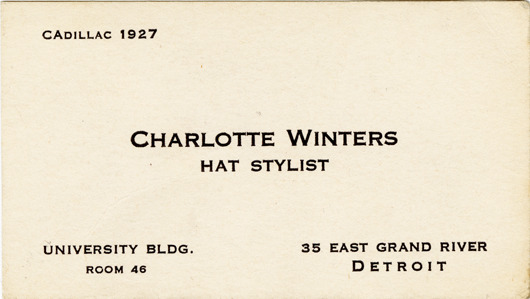 CADILLAC 1927
CHARLOTTE WINTERS
HAT STYLIST
UNIVERSITY BLDG.
ROOM 46
35 EAST GRAND RIVER
DETROIT